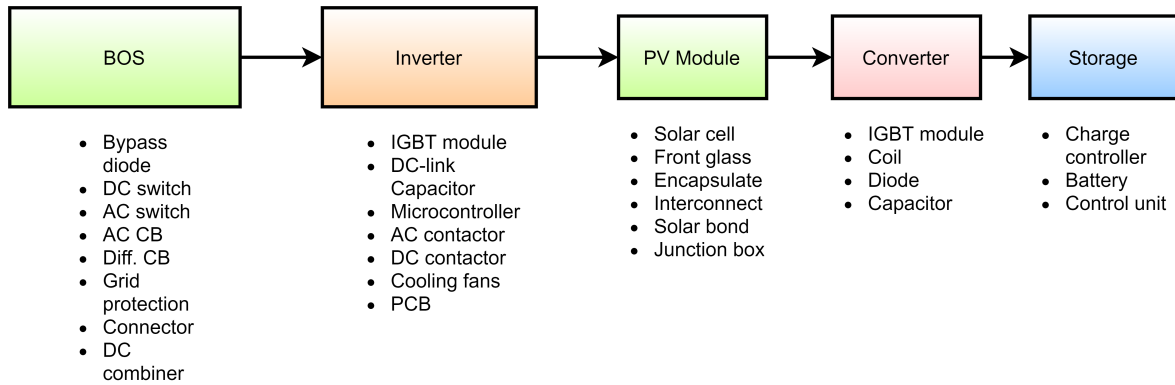 BOS
Inverter
PV Module
Converter
Storage
• Bypass
diode
• DC switch
• AC switch
• AC CB
• Diff. CB
• Grid
protection
• Connector
• DC
combiner
• IGBT module
• DC-link
Capacitor
• Microcontroller
• AC contactor
• DC contactor
• Cooling fans
• PCB
• Solar cell
• Front glass
• Encapsulate
• Interconnect
• Solar bond
• Junction box
• IGBT module
• Coil
• Diode
• Capacitor
• Charge
controller
• Battery
• Control unit